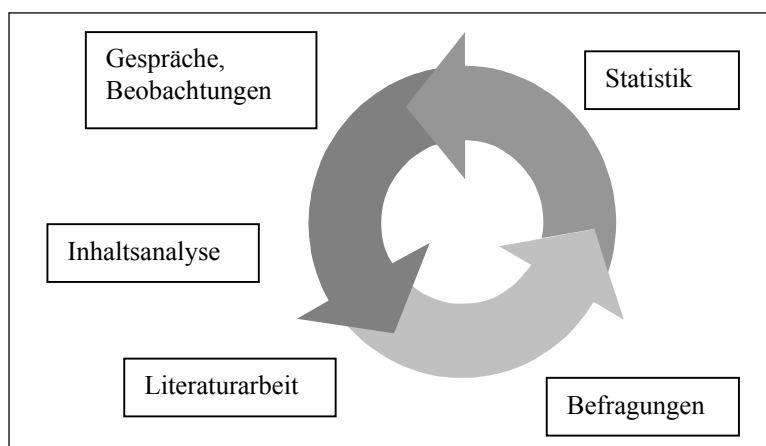 Gespräche,
Beobachtungen
Statistik
Inhaltsanalyse
Literaturarbeit
Befragungen